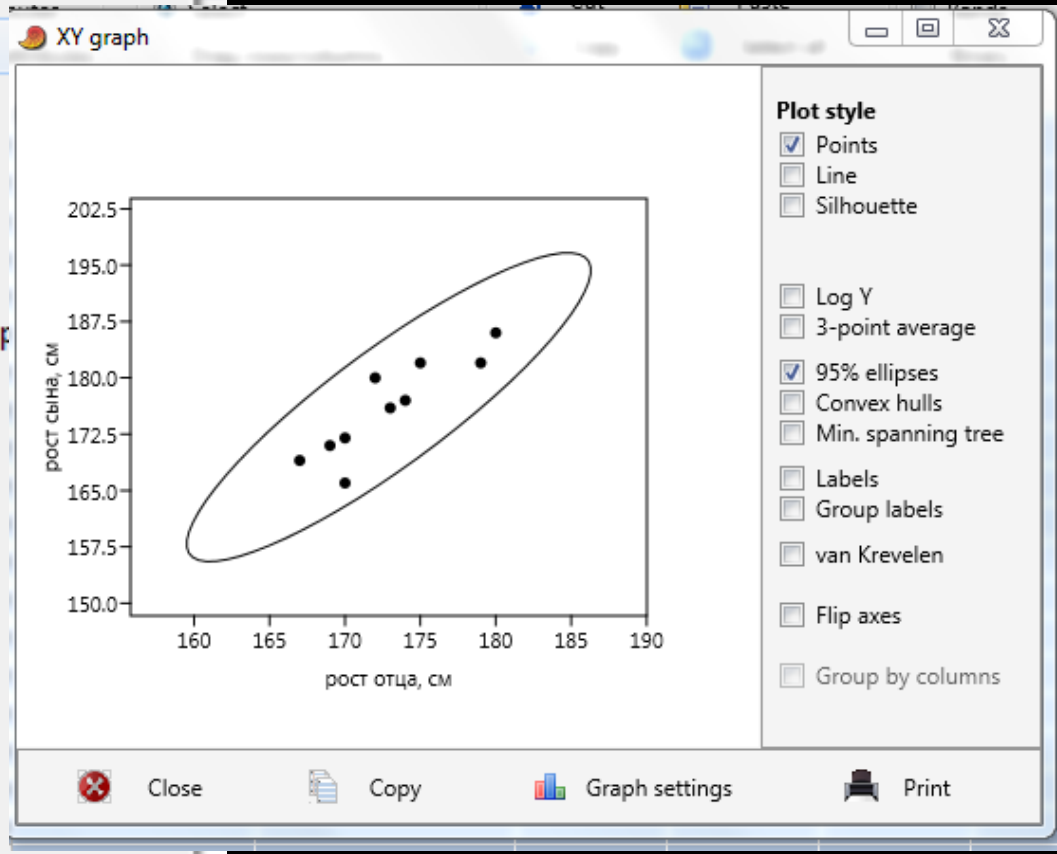 XY graph
Plot style
Points
Line
Silhouette
Log Y
3-point average
95% ellipses
Convex hulls
Min. spanning tree
Labels
Group labels
van Krevelen
Flip axes
Group by columns
202.5
195.0
187.5
180.0
172.5
165.0
157.5
150.0
рост сына, см
160 165 170 175 180 185 190
рост отца, см
Close Copy Graph settings Print